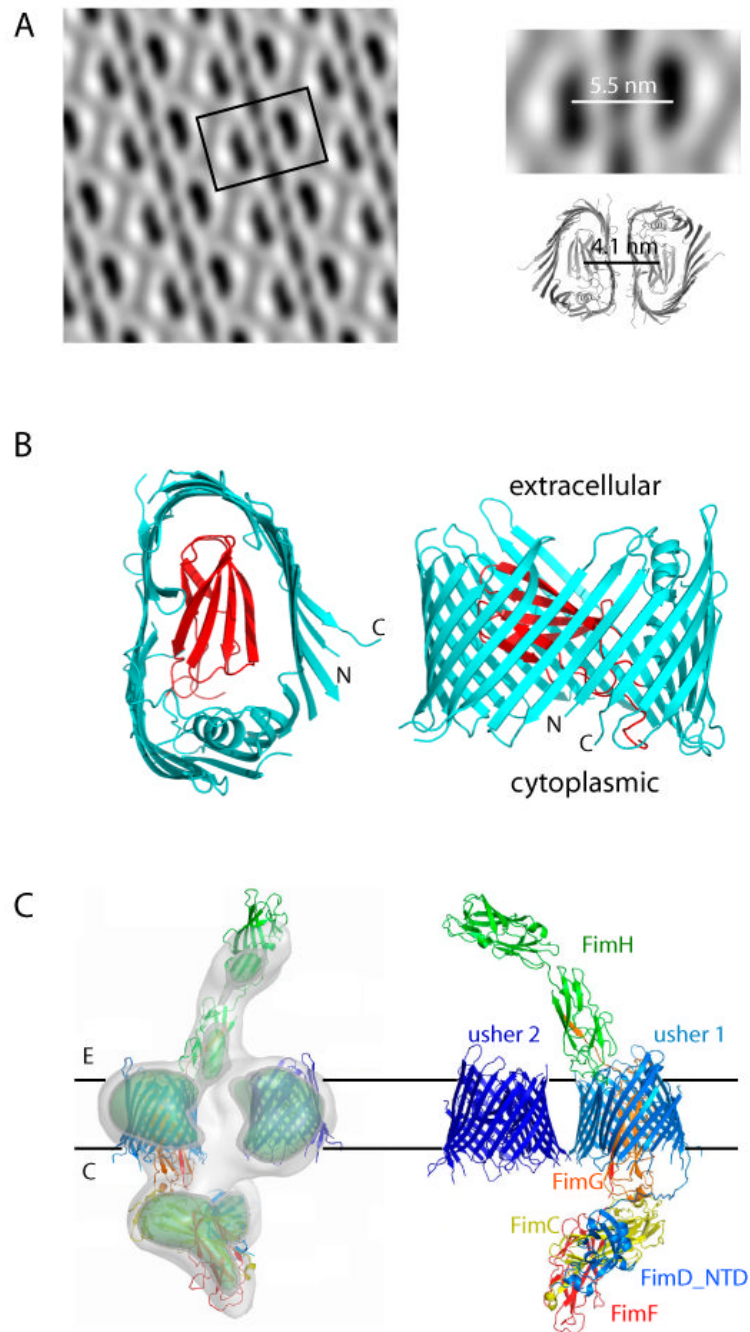 A
5.5 nm
4.1 nm
B
extracellular
C
N
N
C
cytoplasmic
C
FimH
E
usher 2
usher 1
C
FimG
FimC
FimD_NTD
FimF